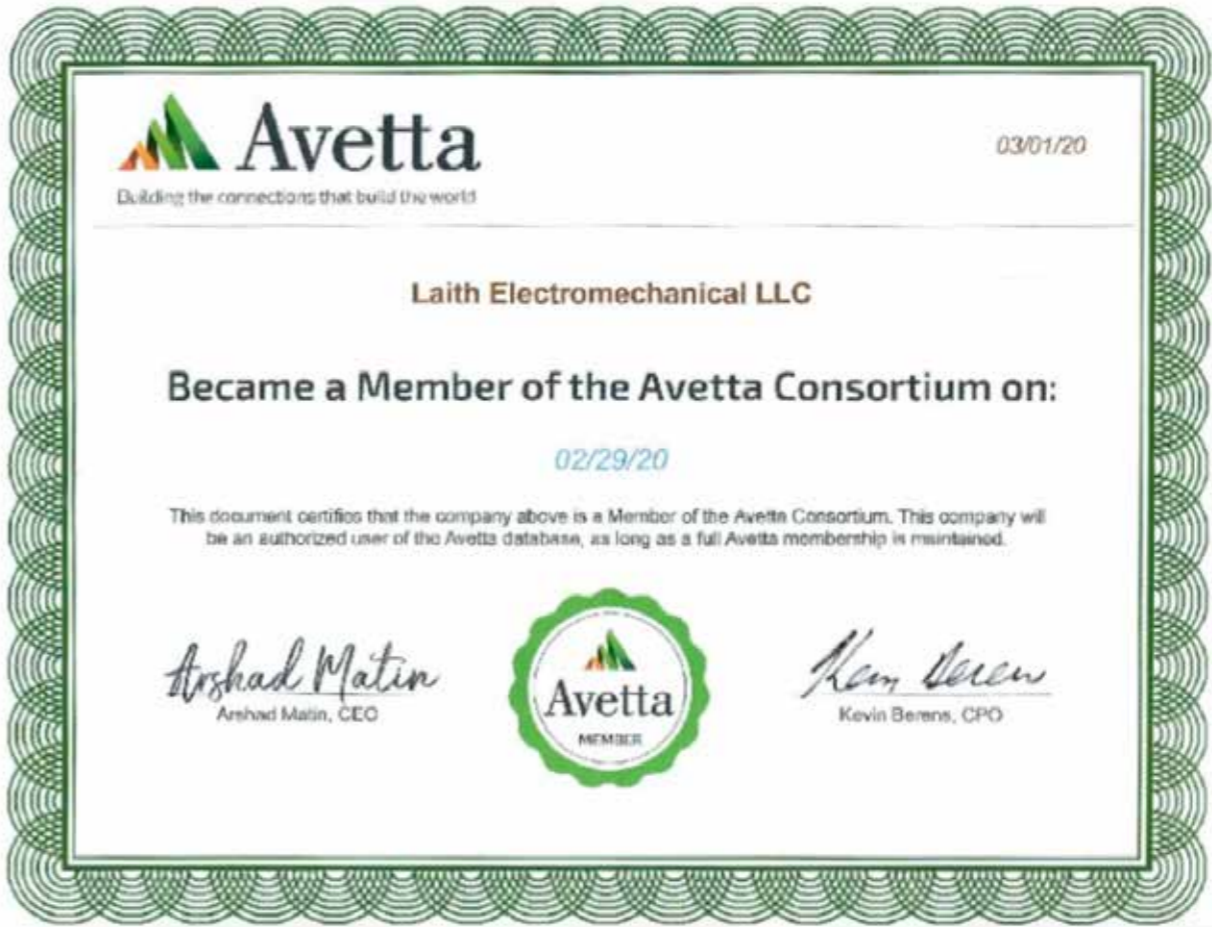 Avetta
03/01/20
Building the connections that build the world
Laith Electromechanical LLC
Became a Member of the Avetta Consortium on:
02/29/20
This document certifies that the company above is a Member of the Avetta Consortium. This company will
be an authorized user of the Avetta database, as long as a full Avetta membership is maintained.
Arshad Matin
Arshad Matin, CEO
Avetta
MEMBER
Kevin Berens, CPO